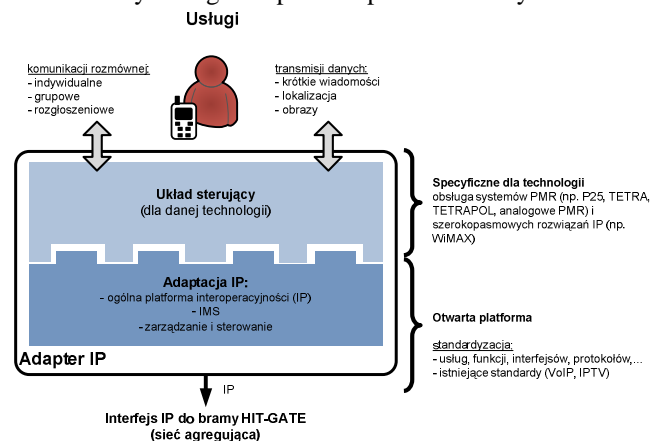 Usługi
komunikacji rozmównej:
- indywidualne
- grupowe
- rozgłoszeniowe
transmisji danych:
- krótkie wiadomości
- lokalizacja
- obrazy
Układ sterujący
(dla danej technologii)
Adaptacja IP:
- ogólna platforma interoperacyjności (IP)
- IMS
- zarządzanie i sterowanie
Adapter IP
IP
Interfejs IP do bramy HIT-GATE
(sieć agregująca)
Specyficzne dla technologii
obsługa systemów PMR (np. P25, TETRA,
TETRAPOL, analogowe PMR) i
szerokopasmowych rozwiązań IP (np.
WiMAX)
Otwarta platforma
standardyzacja:
- usług, funkcji, interfejsów, protokołów,...
- istniejące standardy (VoIP, IPTV)